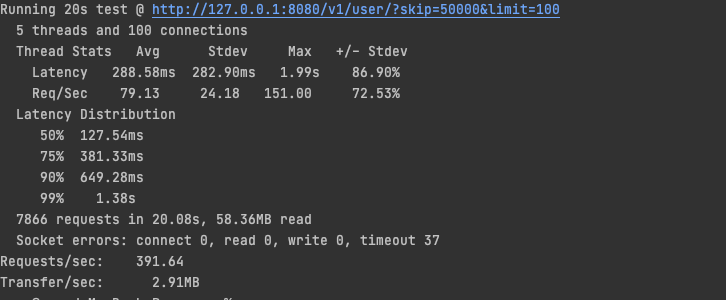 Running 20s test @ http://127.0.0.1:8080/v1/user/?skip=50000&limit=100
5 threads and 100 connections
Thread Stats Avg Stdev Max +/- Stdev
Latency 288.58ms 282.90ms 1.99s 86.90%
Req/Sec 79.13 24.18 151.00 72.53%
Latency Distribution
50% 127.54ms
75% 381.33ms
90% 649.28ms
99% 1.38s
7866 requests in 20.08s, 58.36MB read
Socket errors: connect 0, read 0, write 0, timeout 37
Requests/sec: 391.64
Transfer/sec: 2.91MB